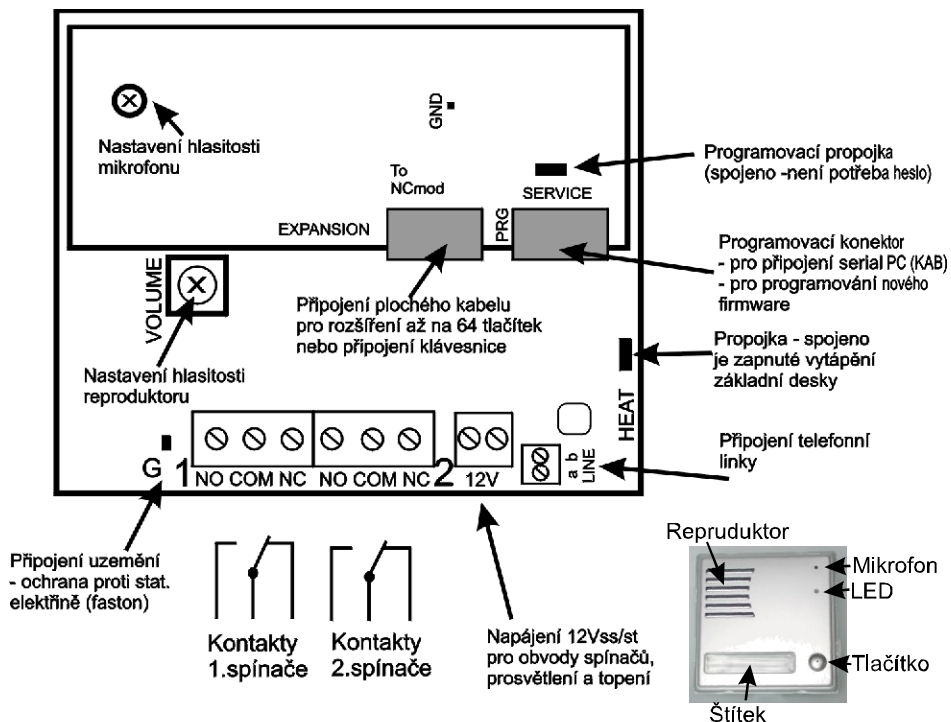 Nastavení hlasitosti
mikrofonu
GND
To
NCmod
SERVICE
EXPANSION
PRG
Programovací propojka
(spojeno -není potřeba heslo)
Programovací konektor
- pro připojení serial PC (KAB)
- pro programování nového
firmware
VOLUME
Připojení plochého kabelu
pro rozšíření až na 64 tlačítek
nebo připojení klávesnice
Propojka - spojeno
je zapnuté vytápění
základní desky
Nastavení hlasitosti
reproduktoru
HEAT
G 1 NO COM NC NO COM NC 2 12V
a b
LINE
Připojení telefonní
linky
Připojení uzemění
- ochrana proti stat.
elektřině (faston)
Kontakty
1.spínače
Kontakty
2.spínače
Napájení 12Vss/st
pro obvody spínačů,
prosvětlení a topení
Repruduktor
Mikrofon
LED
Tlačítko
Štítek